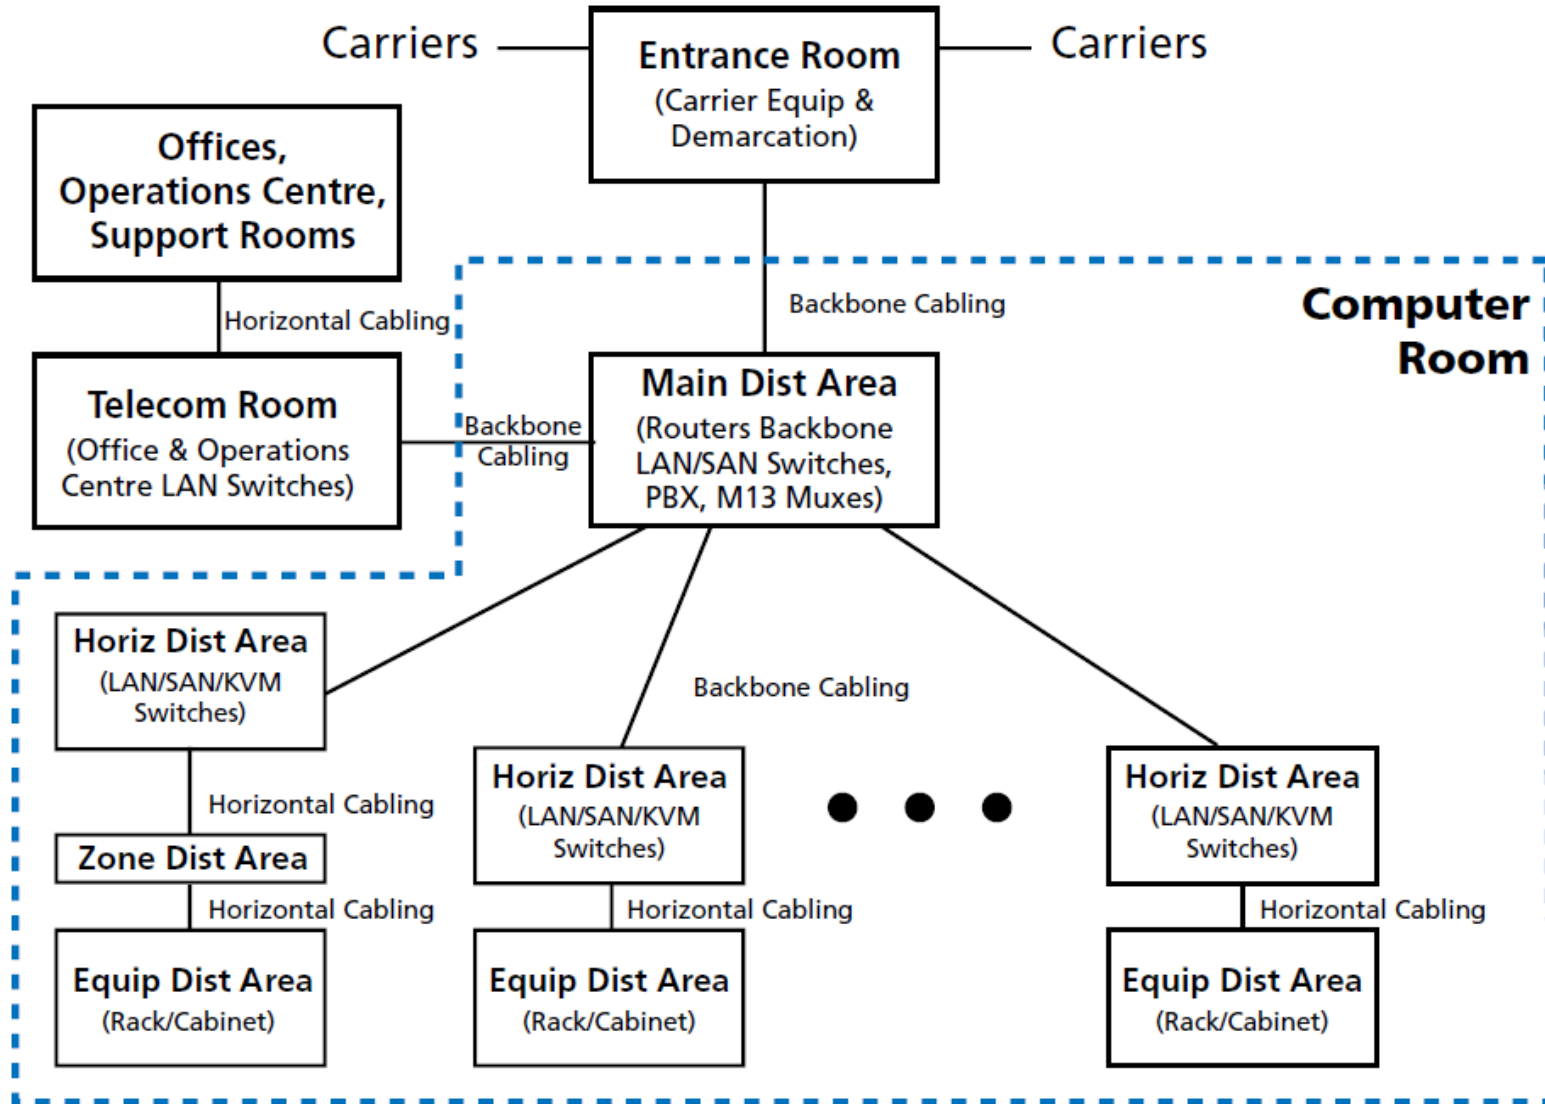 Carriers
Entrance Room
(Carrier Equip &
Demarcation)
Carriers
Offices,
Operations Centre,
Support Rooms
Horizontal Cabling
Backbone Cabling
Computer
Room
Telecom Room
(Office & Operations
Centre LAN Switches)
Backbone
Cabling
Main Dist Area
(Routers Backbone
LAN/SAN Switches,
PBX, M13 Muxes)
Backbone Cabling
Horiz Dist Area
(LAN/SAN/KVM
Switches)
Horizontal Cabling
Zone Dist Area
Horizontal Cabling
Equip Dist Area
(Rack/Cabinet)
Horiz Dist Area
(LAN/SAN/KVM
Switches)
Horizontal Cabling
Equip Dist Area
(Rack/Cabinet)
Horiz Dist Area
(LAN/SAN/KVM
Switches)
Horizontal Cabling
Equip Dist Area
(Rack/Cabinet)